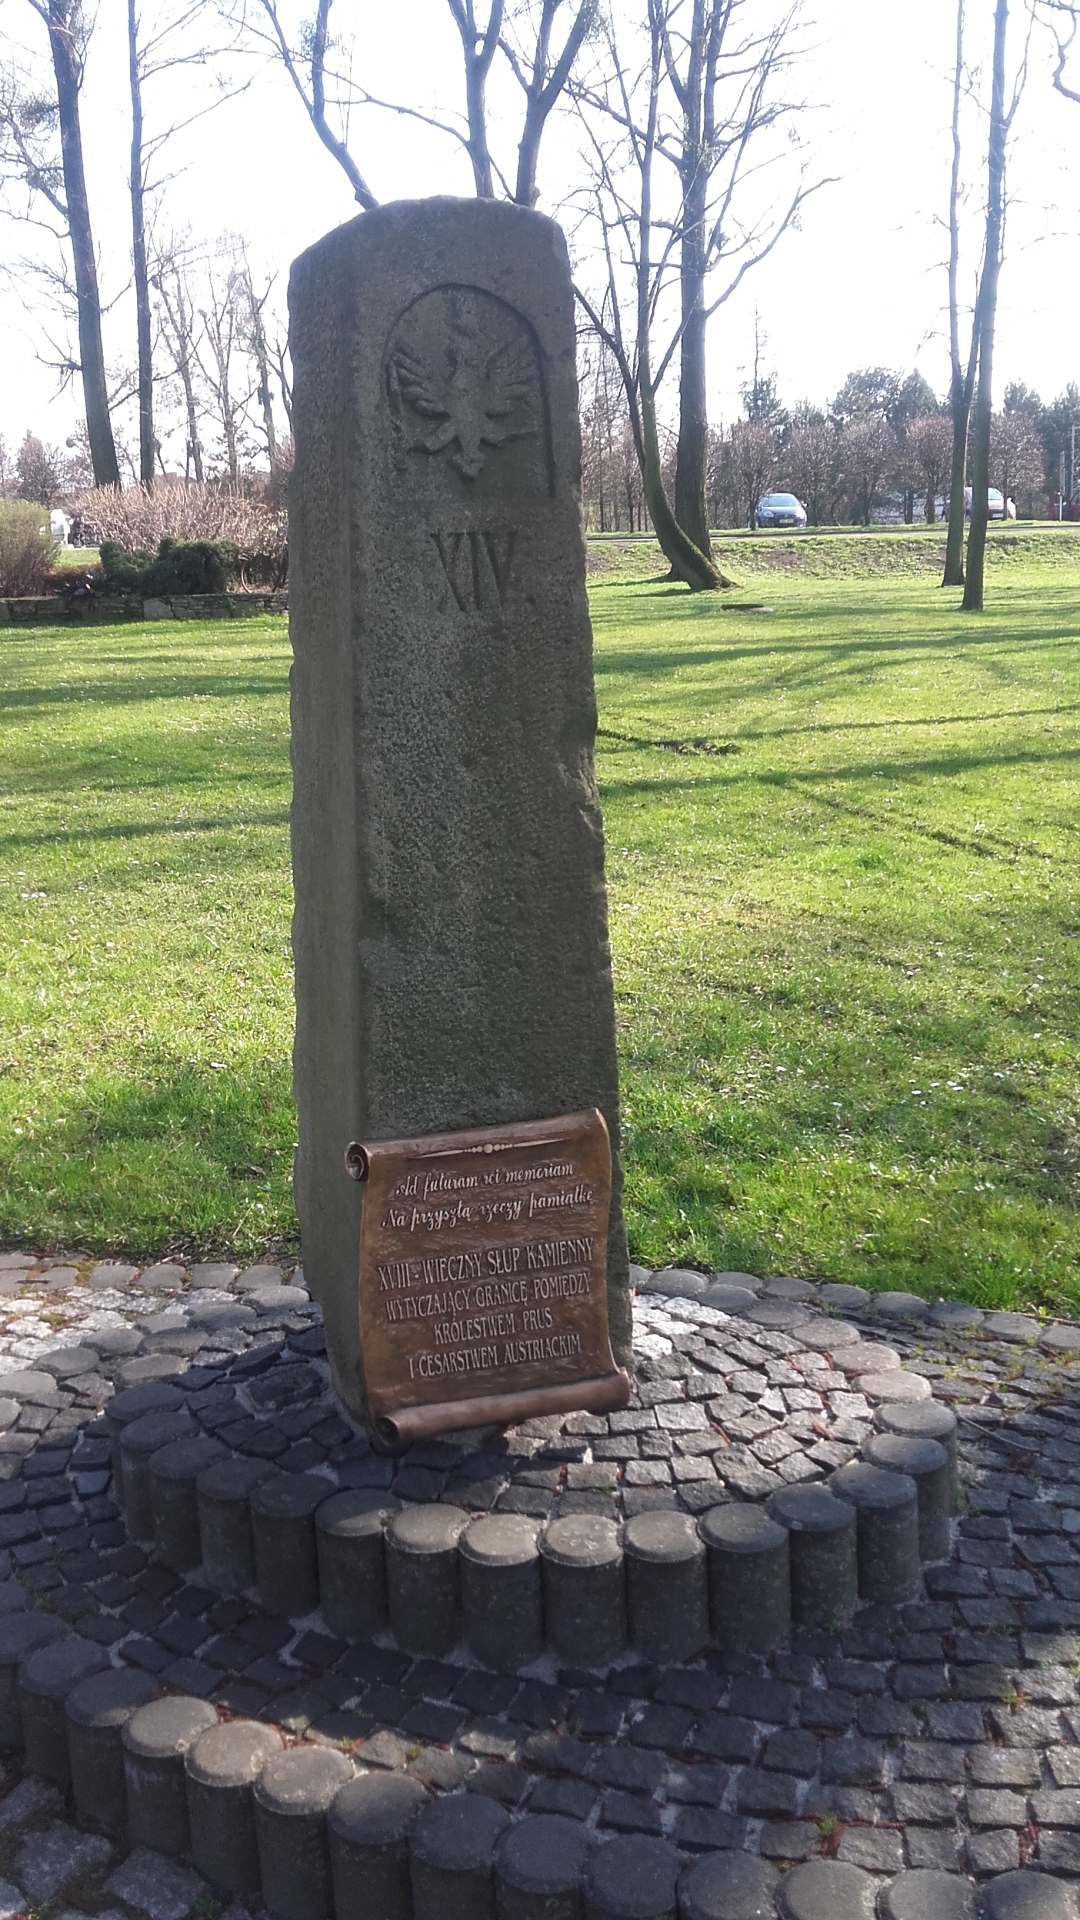 XIV.
Ad futuram rei memoriam
Na przyszłą rzeczy pamiątkę
XVIII-WIECZNY SŁUP KAMIENNY
WYTYCZAJĄCY GRANICĘ POMIĘDZY
KRÓLESTWEM PRUS
I CESARSTWEM AUSTRIACKIM